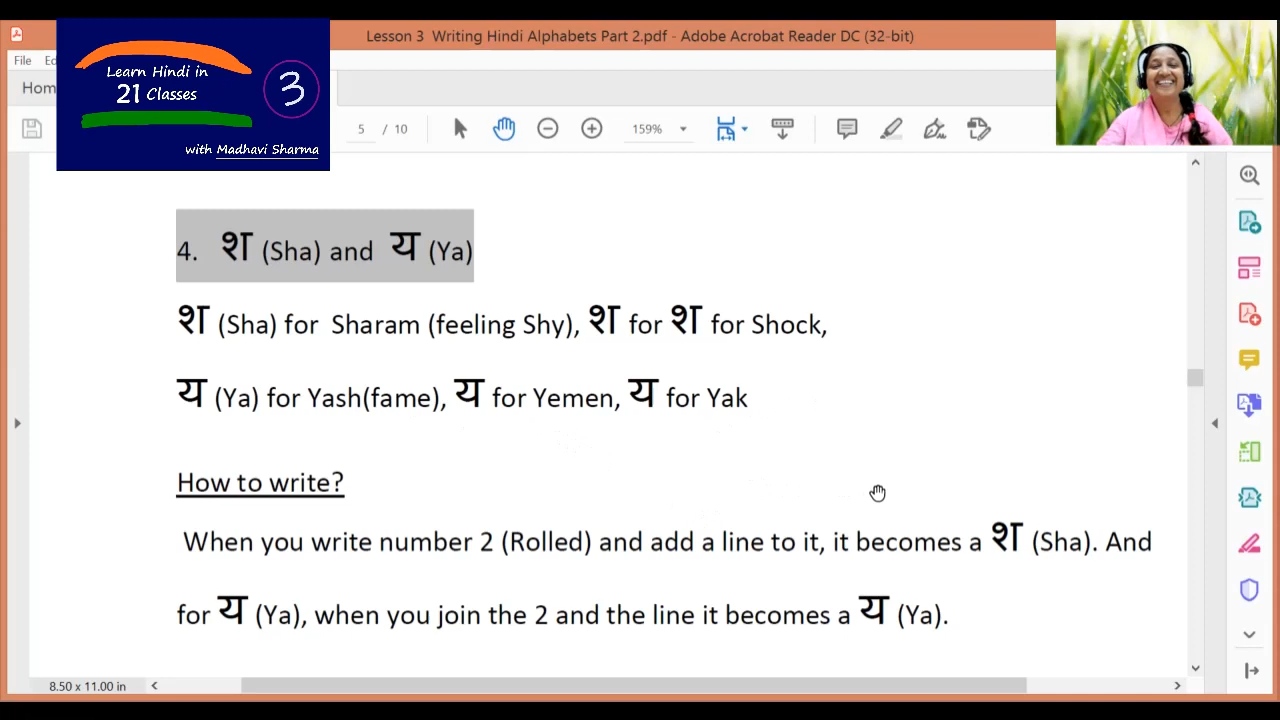 Lesson 3 Writing Hindi Alphabets Part 2.pdf - Adobe Acrobat Reader DC (32-bit)
File Ed
Hom
Learn Hindi in
21 Classes
3
with Madhavi Sharma
5 / 10
159%
4. श (Sha) and य (Ya)
श (Sha) for Sharam (feeling Shy), श for श for Shock,
य (Ya) for Yash(fame), य for Yemen, य for Yak
How to write?
When you write number 2 (Rolled) and add a line to it, it becomes a श (Sha). And
for य (Ya), when you join the 2 and the line it becomes a य (Ya).
8.50 x 11.00 in